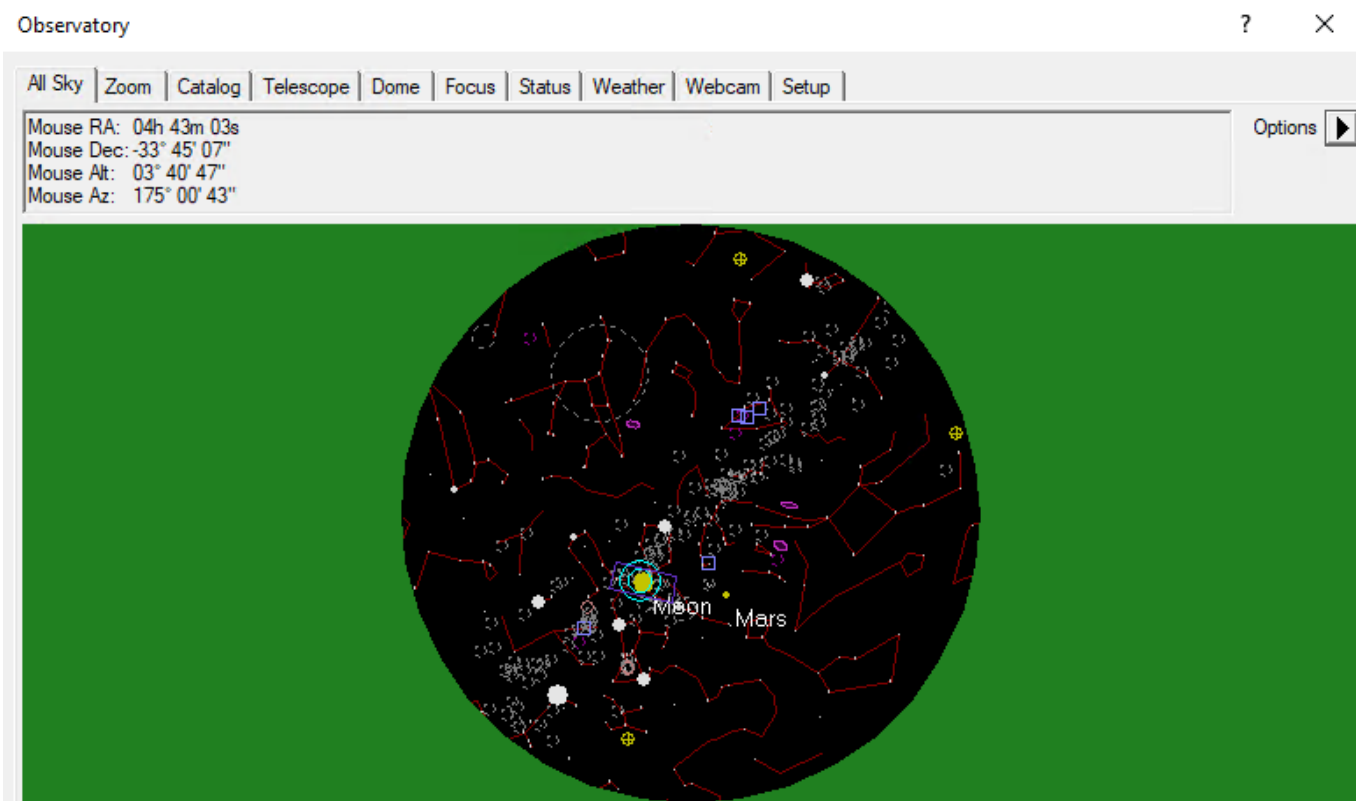 Observatory ? ×
All Sky Zoom Catalog Telescope Dome Focus Status Weather Webcam Setup
Mouse RA: 04h 43m 03s
Options
Mouse Dec: -33° 45' 07"
Mouse Alt: 03° 40' 47"
Mouse Az: 175° 00' 43"
Moon
Mars